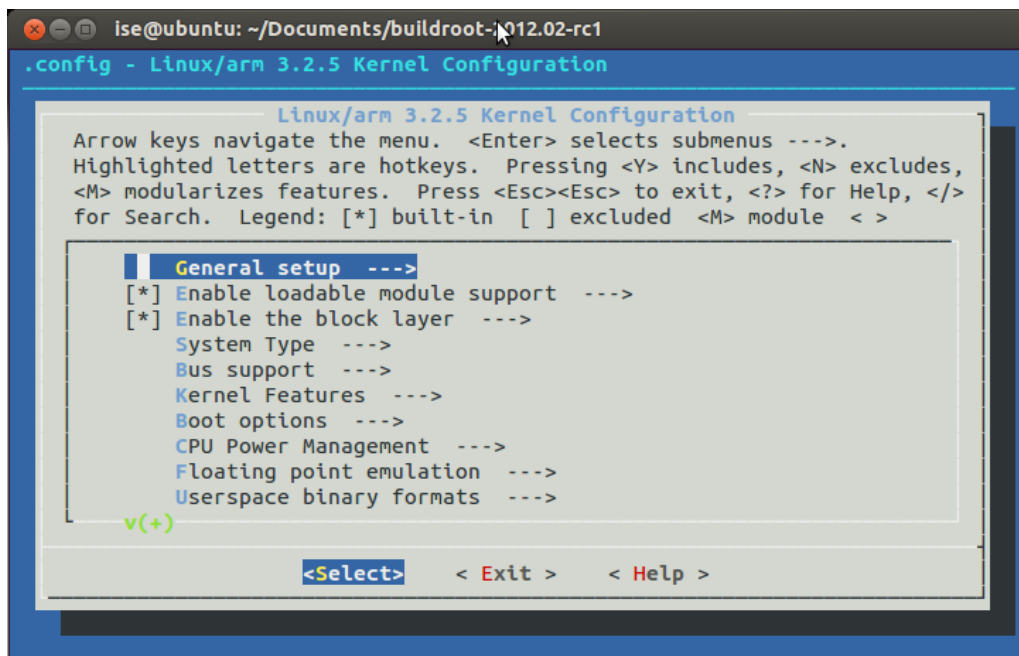 ise@ubuntu: ~/Documents/buildroot-2012.02-rc1
.config - Linux/arm 3.2.5 Kernel Configuration
Linux/arm 3.2.5 Kernel Configuration
Arrow keys navigate the menu.  <Enter> selects submenus --->.
Highlighted letters are hotkeys.  Pressing <Y> includes, <N> excludes,
<M> modularizes features.  Press <Esc><Esc> to exit, <?> for Help, </>
for Search.  Legend: [*] built-in  [ ] excluded  <M> module  < >
General setup  --->
[*] Enable loadable module support  --->
[*] Enable the block layer  --->
System Type  --->
Bus support  --->
Kernel Features  --->
Boot options  --->
CPU Power Management  --->
Floating point emulation  --->
Userspace binary formats  --->
v(+)
<Select>    < Exit >    < Help >